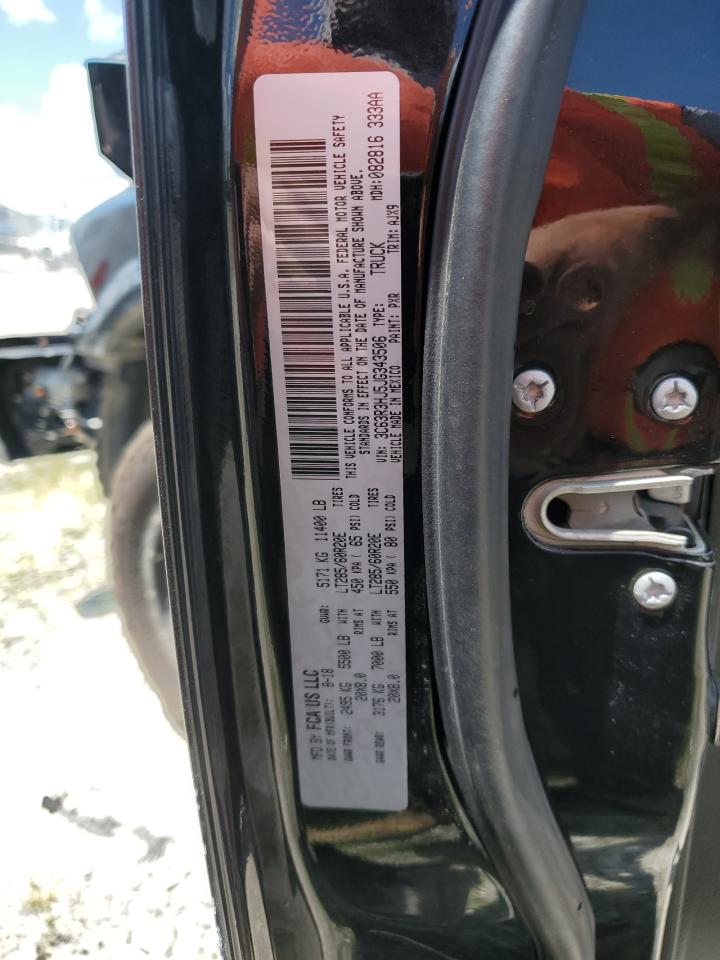 MFD BY FCA US LLC
DATE OF MFR(BUILT): 8-18 GVWR: 5171 KG 11400 LB
GAWR FRONT: 2495 KG 5500 LB WITH LT285/60R20E TIRES
20X8.0 RIMS AT 450 KPA ( 65 PSI) COLD
GAWR REAR: 3176 KG 7000 LB WITH LT285/60R20E TIRES
20X8.0 RIMS AT 550 KPA ( 80 PSI) COLD
THIS VEHICLE CONFORMS TO ALL APPLICABLE U.S.A. FEDERAL MOTOR VEHICLE SAFETY
STANDARDS IN EFFECT ON THE DATE OF MANUFACTURE SHOWN ABOVE.
VIN: 3C63R3HJ5JG343506 TYPE: TRUCK MDH:082816 333AA
VEHICLE MADE IN MEXICO PAINT: PXR TRIM: AJX9